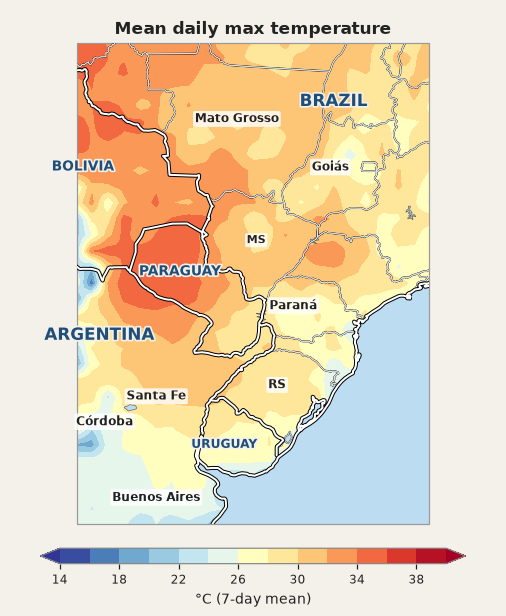 Mean daily max temperature
BRAZIL
Mato Grosso
BOLIVIA
Goiás
MS
PARAGUAY
Paraná
ARGENTINA
RS
Santa Fe
Córdoba
URUGUAY
Buenos Aires
14 18 22 26 30 34 38
°C (7-day mean)